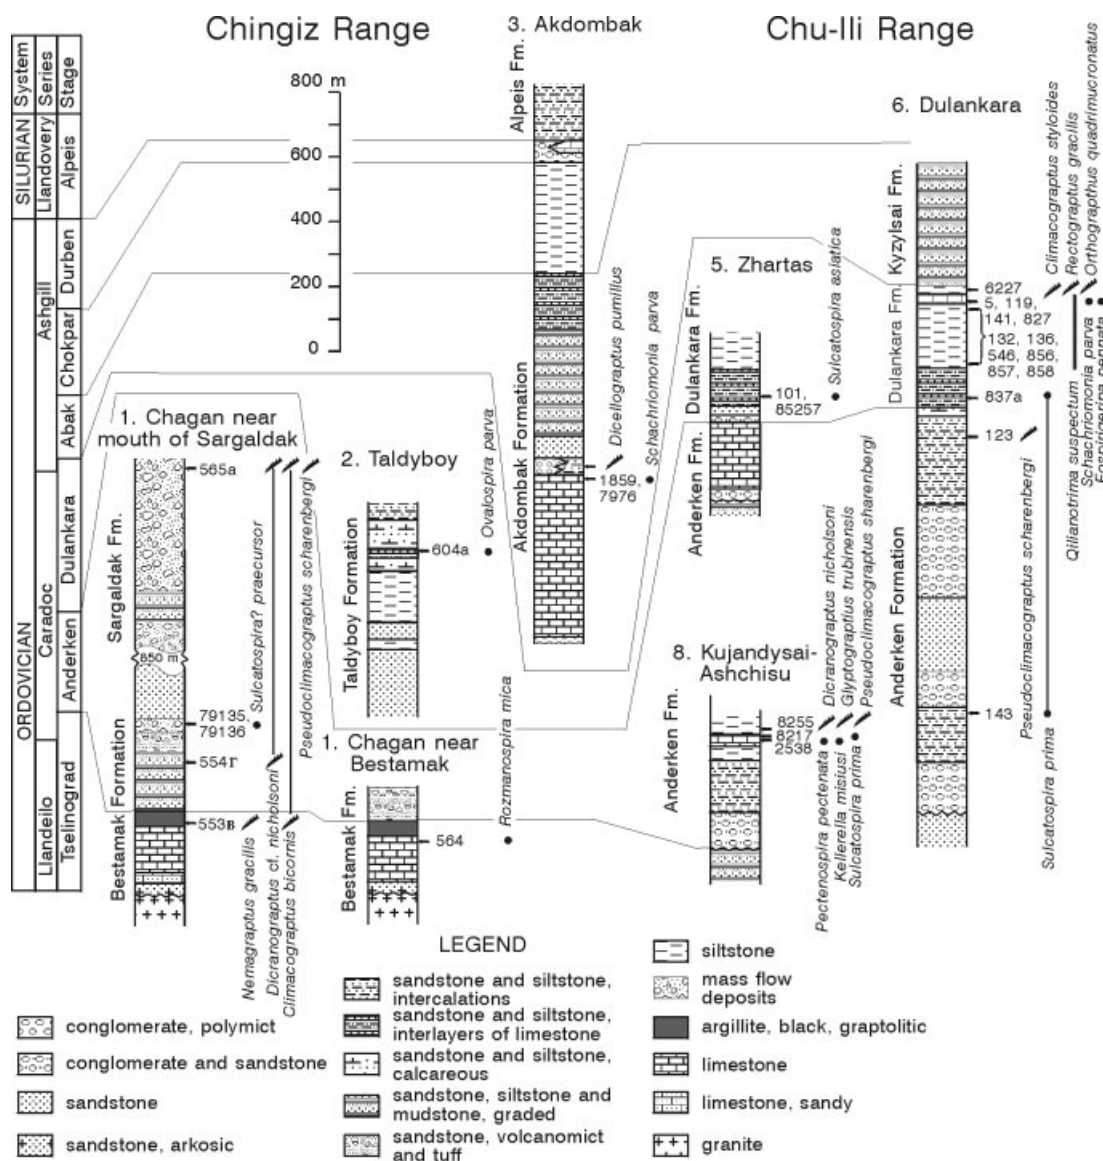 Chingiz Range
Chu-Ili Range
System
Series
Stage
SILURIAN
Llandovery
Alpeis
ORDOVICIAN
Ashgill
Durben
Chokpar
Abak
Caradoc
Dulankara
Anderken
Llandeilo
Tselinograd
800 m
600
400
200
0
1. Chagan near
mouth of Sargaldak
Sargaldak Fm.
Bestamak Formation
565a
850 m
79135,
79136
554г
553в
Sulcatospira? praecursor
Pseudoclimacograptus scharenbergi
Nemagraptus gracilis
Dicranograptus cf. nicholsoni
Climacograptus bicornis
2. Taldyboy
Taldyboy Formation
604a
Ovalospira parva
1. Chagan near
Bestamak
Bestamak Fm.
564
Rozmanospira mica
3. Akdombak
Alpeis Fm.
Akdombak Formation
Dicellograptus pumillus
Schachriomonia parva
1859,
7976
5. Zhartas
Dulankara Fm.
Anderken Fm.
101,
85257
Sulcatospira asiatica
8. Kujandysai-
Ashchisu
Anderken Fm.
8255
8217
2538
Dicranograptus nicholsoni
Glyptograptius trubinensis
Pseudoclimacograptus sharenbergi
Pectenospira pectenata
Kellerella misiusi
Sulcatospira prima
6. Dulankara
Kyzylsai Fm.
Dulankara Fm.
Anderken Formation
6227
5, 119,
141, 827
132, 136,
546, 856,
857, 858
837a
123
143
Climacograptus styloides
Rectograptus gracilis
Orthograpthus quadrimucronatus
Qilianotrima suspectum
Schachriomonia parva
Eospirigerina pennata
Pseudoclimacograptus scharenbergi
Sulcatospira prima
LEGEND
conglomerate, polymict
conglomerate and sandstone
sandstone
sandstone, arkosic
sandstone and siltstone,
intercalations
sandstone and siltstone,
interlayers of limestone
sandstone and siltstone,
calcareous
sandstone, siltstone and
mudstone, graded
sandstone, volcanomict
and tuff
siltstone
mass flow
deposits
argillite, black, graptolitic
limestone
limestone, sandy
granite